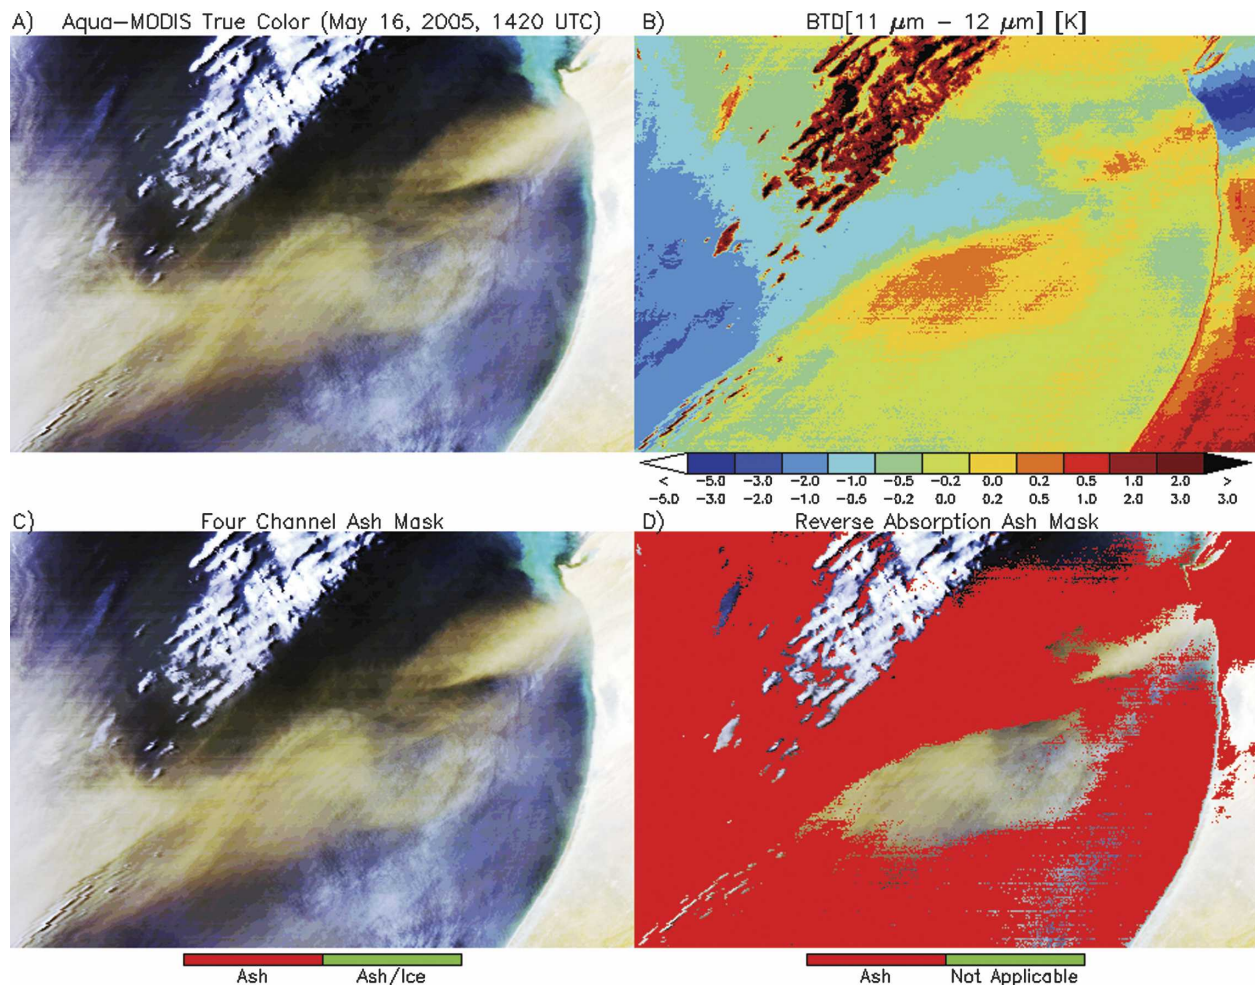 A) Aqua-MODIS True Color (May 16, 2005, 1420 UTC)
B) BTD[11 μm - 12 μm] [K]
< -5.0 -3.0 -2.0 -1.0 -0.5 -0.2 0.0 0.2 0.5 1.0 2.0 >
-5.0 -3.0 -2.0 -1.0 -0.5 -0.2 0.0 0.2 0.5 1.0 2.0 3.0 3.0
C) Four Channel Ash Mask
D) Reverse Absorption Ash Mask
Ash Ash/Ice
Ash Not Applicable